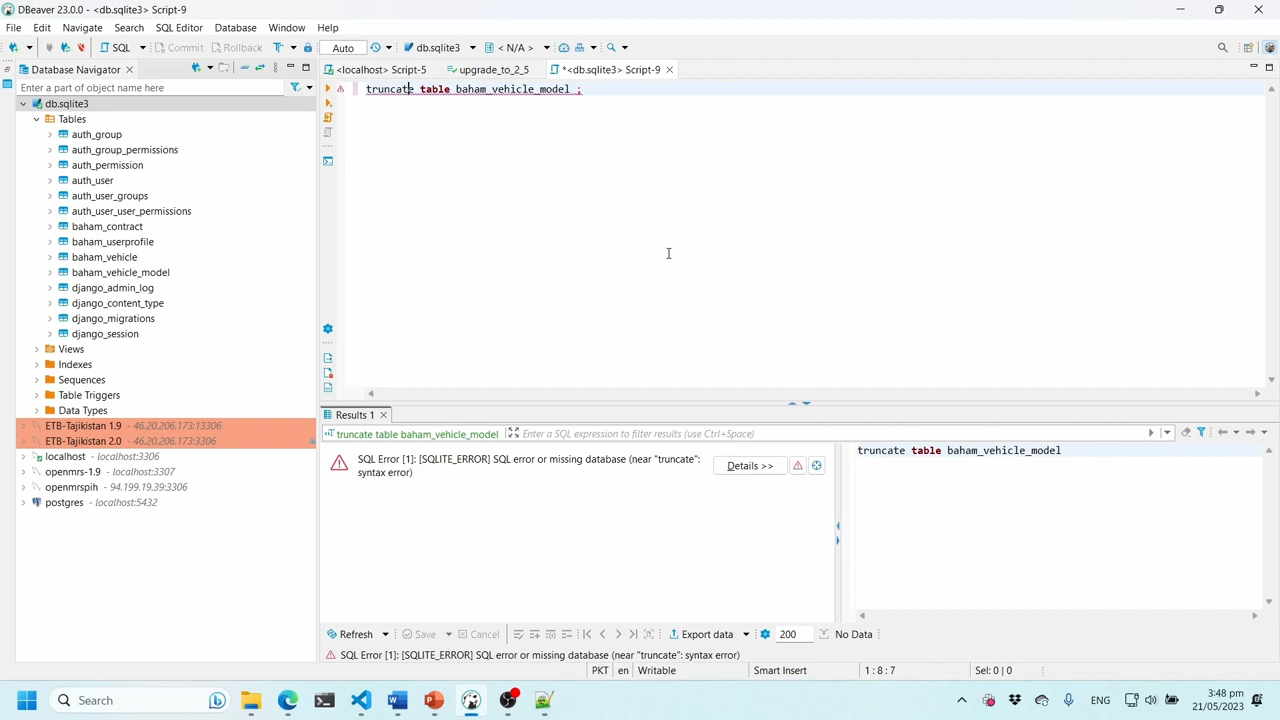 DBeaver 23.0.0 - <db.sqlite3> Script-9
File Edit Navigate Search SQL Editor Database Window Help
SQL Commit Rollback Auto db.sqlite3 < N/A >
Database Navigator
<localhost> Script-5 upgrade_to_2_5 *<db.sqlite3> Script-9
Enter a part of object name here
db.sqlite3
Tables
auth_group
auth_group_permissions
auth_permission
auth_user
auth_user_groups
auth_user_user_permissions
baham_contract
baham_userprofile
baham_vehicle
baham_vehicle_model
django_admin_log
django_content_type
django_migrations
django_session
Views
Indexes
Sequences
Table Triggers
Data Types
ETB-Tajikistan 1.9 - 46.20.206.173:13306
ETB-Tajikistan 2.0 - 46.20.206.173:3306
localhost - localhost:3306
openmrs-1.9 - localhost:3307
openmrspih - 94.199.19.39:3306
postgres - localhost:5432
truncate table baham_vehicle_model ;
Results 1
truncate table baham_vehicle_model Enter a SQL expression to filter results (use Ctrl+Space)
SQL Error [1]: [SQLITE_ERROR] SQL error or missing database (near "truncate":
syntax error)
Details >>
truncate table baham_vehicle_model
Refresh Save Cancel Export data 200 No Data
SQL Error [1]: [SQLITE_ERROR] SQL error or missing database (near "truncate": syntax error)
PKT en Writable Smart Insert 1 : 8 : 7 Sel: 0 | 0
Search
ENG
3:48 pm
21/05/2023